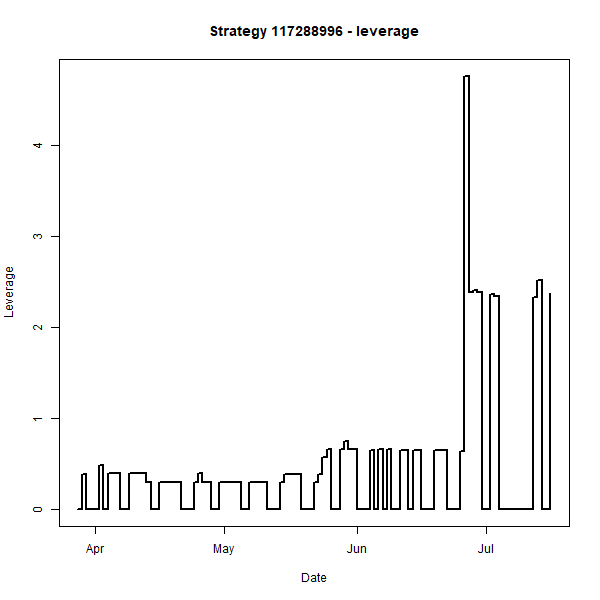 Strategy 117288996 - leverage
4
3
2
1
0
Leverage
Apr
May
Jun
Jul
Date